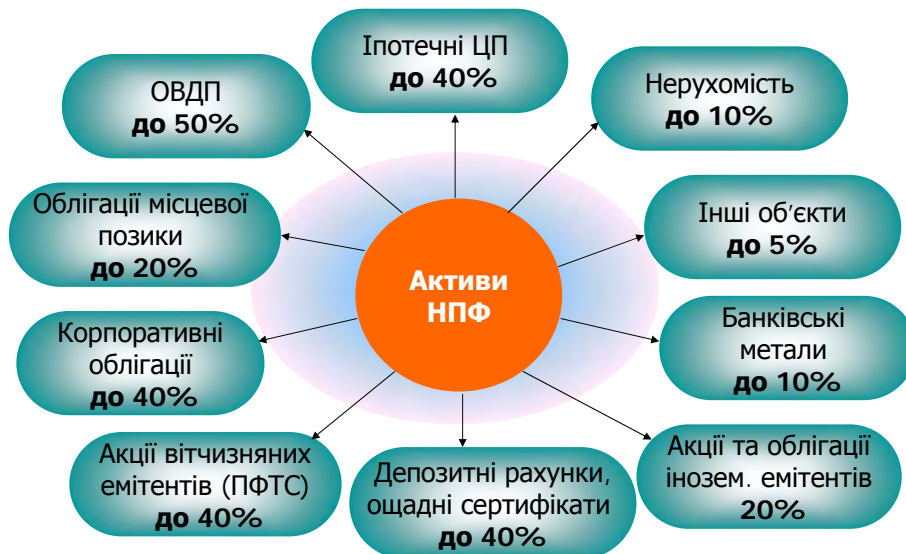 Іпотечні ЦП
до 40%
ОВДП
до 50%
Нерухомість
до 10%
Облігації місцевої
позики
до 20%
Інші об'єкти
до 5%
Активи
НПФ
Корпоративні
облігації
до 40%
Банківські
метали
до 10%
Акції вітчизняних
емітентів (ПФТС)
до 40%
Депозитні рахунки,
ощадні сертифікати
до 40%
Акції та облігації
інозем. емітентів
20%